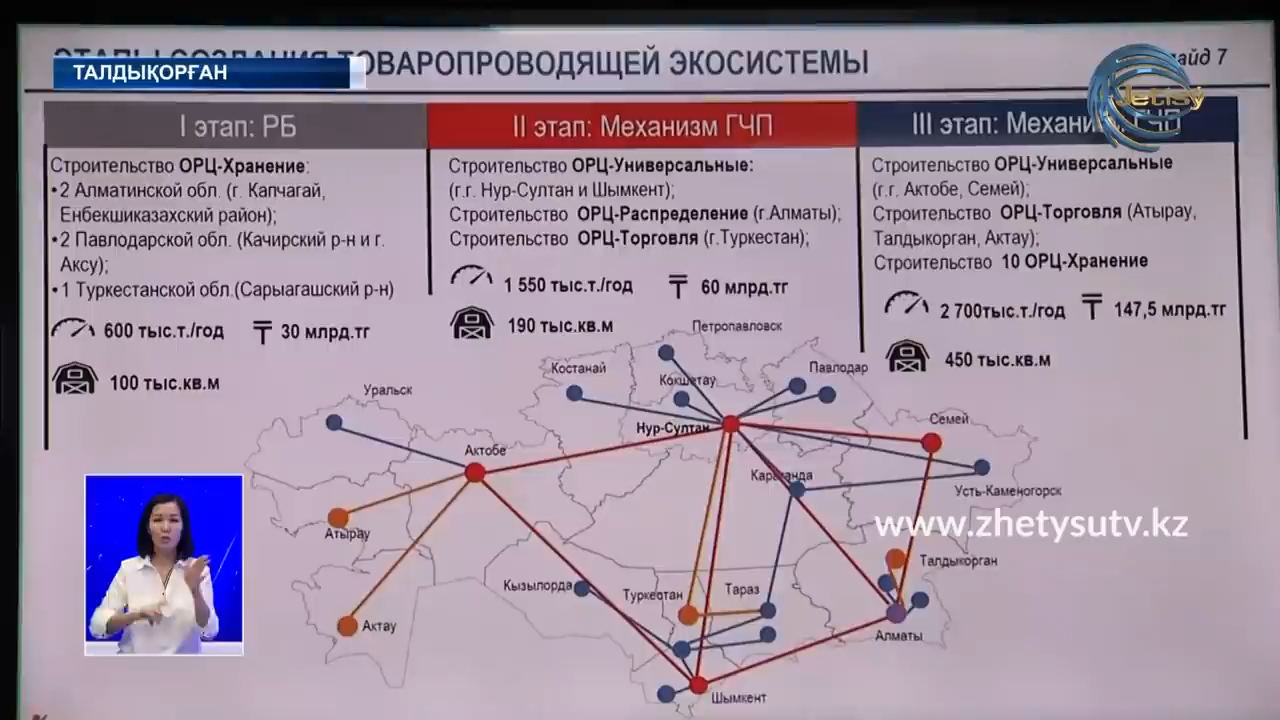 ЭТАПЫ СОЗДАНИЯ ТОВАРОПРОВОДЯЩЕЙ ЭКОСИСТЕМЫ
ТАЛДЫҚОРҒАН
айд 7
Jetisy
I этап: РБ
Строительство ОРЦ-Хранение:
•2 Алматинской обл. (г. Капчагай,
Енбекшиказахский район);
•2 Павлодарской обл. (Качирский р-н и г.
Аксу);
•1 Туркестанской обл.(Сарыагашский р-н)
600 тыс.т./год 30 млрд.тг
100 тыс.кв.м
II этап: Механизм ГЧП
Строительство ОРЦ-Универсальные:
(г.г. Нур-Султан и Шымкент);
Строительство ОРЦ-Распределение (г.Алматы);
Строительство ОРЦ-Торговля (г.Туркестан);
1 550 тыс.т./год 60 млрд.тг
190 тыс.кв.м
III этап: Механизм ГЧП
Строительство ОРЦ-Универсальные
(г.г. Актобе, Семей);
Строительство ОРЦ-Торговля (Атырау,
Талдыкорган, Актау);
Строительство 10 ОРЦ-Хранение
2 700тыс.т./год 147,5 млрд.тг
450 тыс.кв.м
Петропавловск
Костанай
Кокшетау
Павлодар
Уральск
Нур-Султан
Семей
Актобе
Караганда
Усть-Каменогорск
www.zhetysutv.kz
Атырау
Талдыкорган
Кызылорда
Туркестан
Тараз
Актау
Алматы
Шымкент